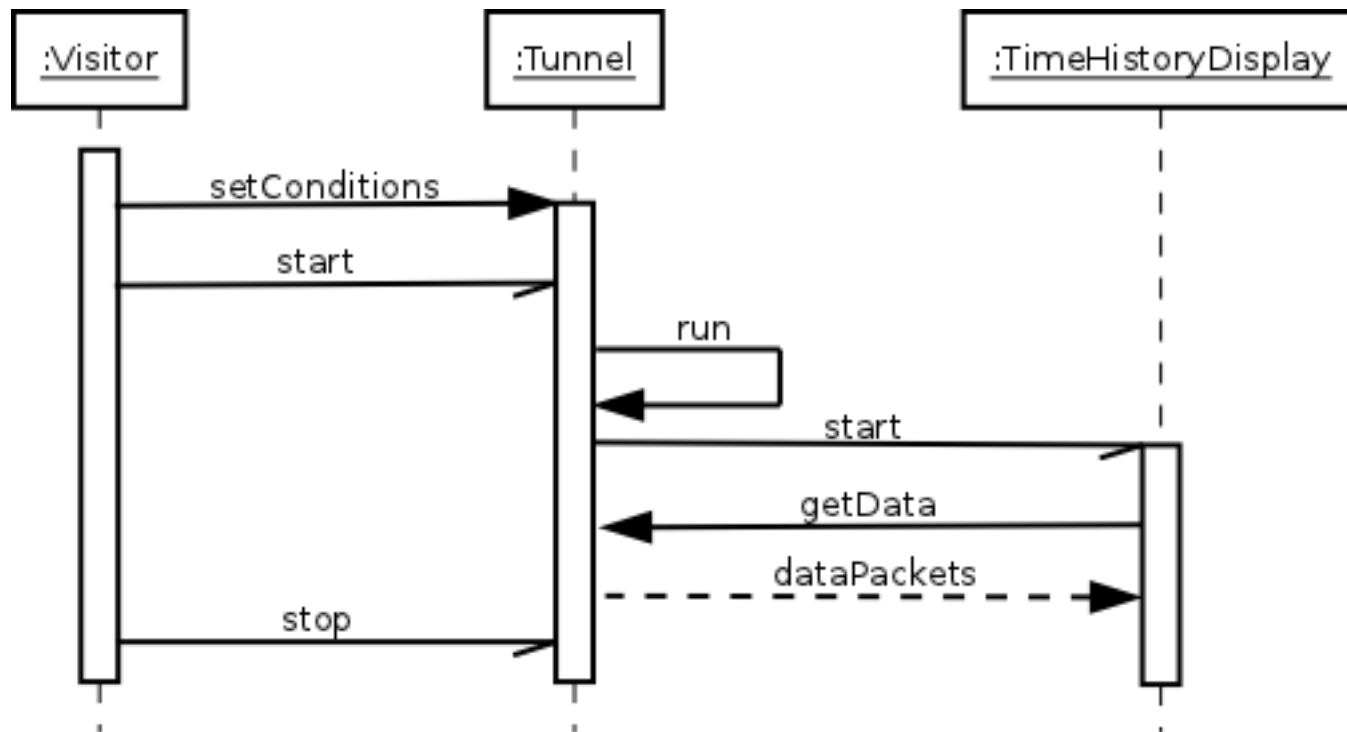 :Visitor
:Tunnel
:TimeHistoryDisplay
setConditions
start
run
start
getData
dataPackets
stop